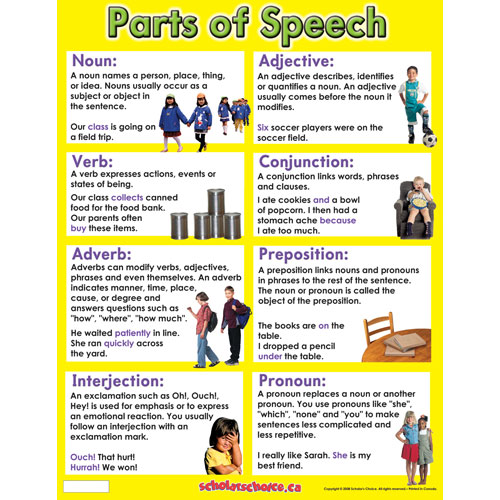 Parts of Speech
Noun:
A noun names a person, place, thing,
or idea. Nouns usually occur as a
subject or object in
the sentence.
Our class is going on
a field trip.
Adjective:
An adjective describes, identifies
or quantifies a noun. An adjective
usually comes before the noun it
modifies.
Six soccer players were on the
soccer field.
Verb:
A verb expresses actions, events or
states of being.
Our class collects canned
food for the food bank.
Our parents often
buy these items.
Conjunction:
A conjunction links words, phrases
and clauses.
I ate cookies and a bowl
of popcorn. I then had a
stomach ache because
I ate too much.
Adverb:
Adverbs can modify verbs, adjectives,
phrases and even themselves. An adverb
indicates manner, time, place,
cause, or degree and
answers questions such as
"how", "where", "how much".
He waited patiently in line.
She ran quickly across
the yard.
Preposition:
A preposition links nouns and pronouns
in phrases to the rest of the sentence.
The noun or pronoun is called the
object of the preposition.
The books are on the
table.
I dropped a pencil
under the table.
Interjection:
An exclamation such as Oh!, Ouch!,
Hey! is used for emphasis or to express
an emotional reaction. You usually
follow an interjection with an
exclamation mark.
Ouch! That hurt!
Hurrah! We won!
Pronoun:
A pronoun replaces a noun or another
pronoun. You use pronouns like "she",
"which", "none" and "you" to make
sentences less complicated and
less repetitive.
I really like Sarah. She is my
best friend.
scholarschoice.ca
Copyright © 2008 Scholar's Choice. All rights reserved - Printed in Canada.